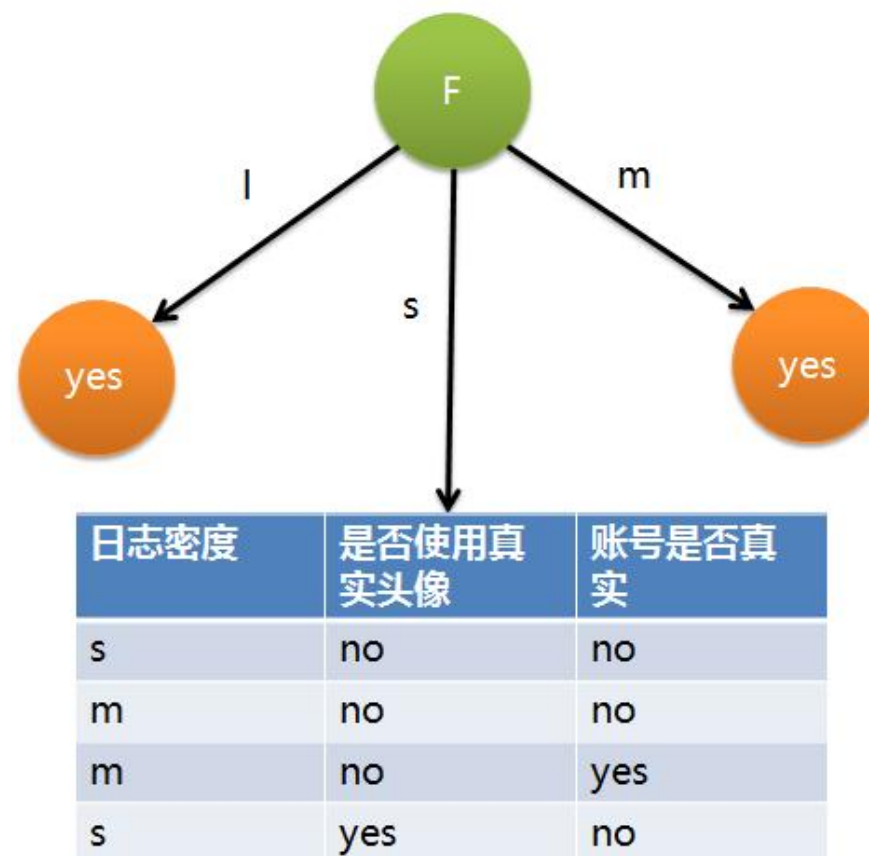 F
l
m
s
yes
yes
日志密度
是否使用真
实头像
账号是否真
实
s no no
m no no
m no yes
s yes no